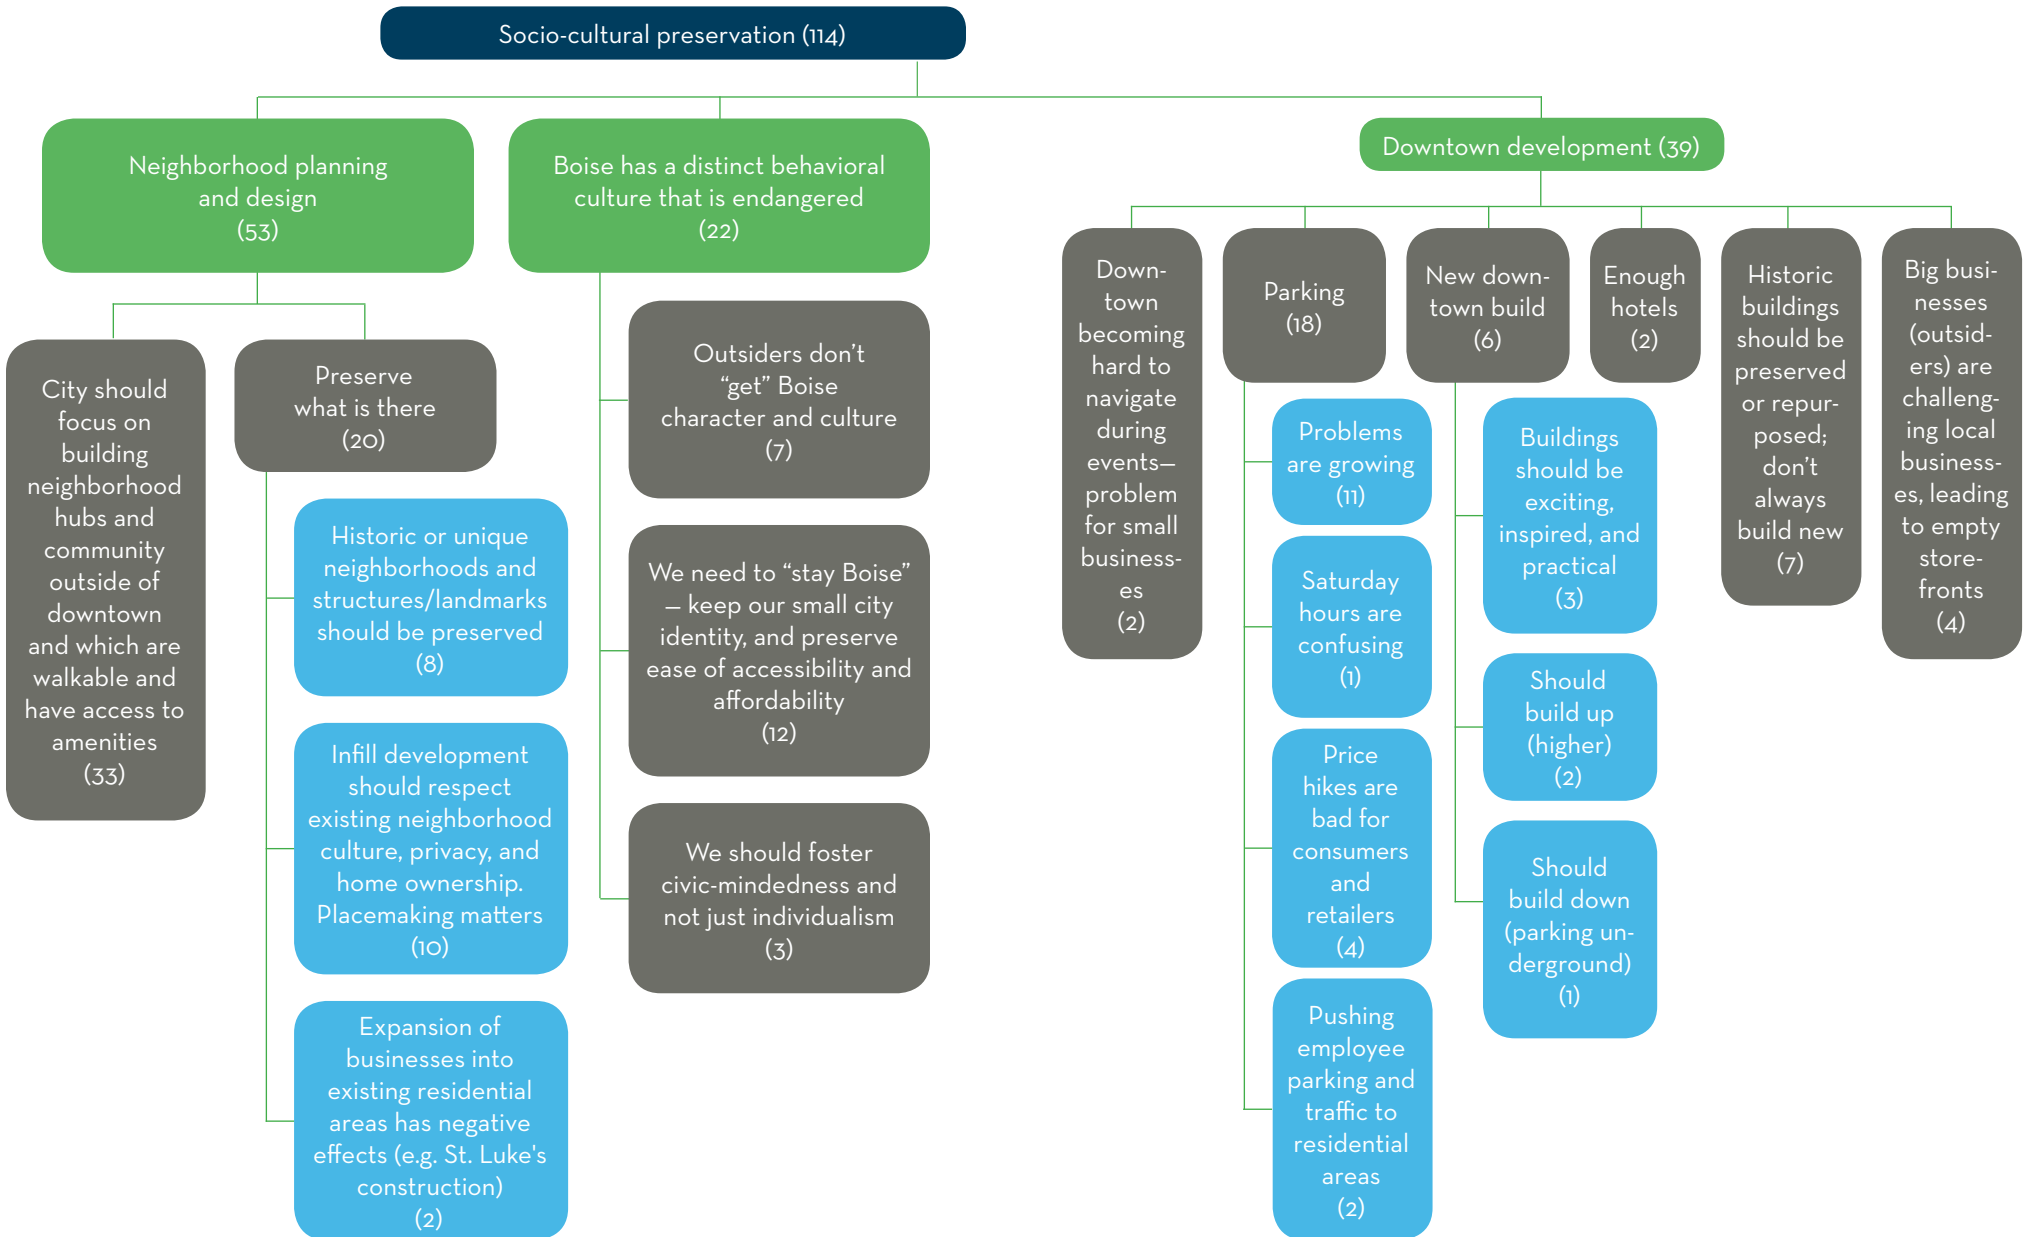 Socio-cultural preservation (114)
Neighborhood planning
and design
(53)
Boise has a distinct behavioral
culture that is endangered
(22)
Downtown development (39)
City should
focus on
building
neighborhood
hubs and
community
outside of
downtown
and which are
walkable and
have access to
amenities
(33)
Preserve
what is there
(20)
Historic or unique
neighborhoods and
structures/landmarks
should be preserved
(8)
Infill development
should respect
existing neighborhood
culture, privacy, and
home ownership.
Placemaking matters
(10)
Expansion of
businesses into
existing residential
areas has negative
effects (e.g. St. Luke's
construction)
(2)
Outsiders don’t
“get” Boise
character and culture
(7)
We need to “stay Boise”
– keep our small city
identity, and preserve
ease of accessibility and
affordability
(12)
We should foster
civic-mindedness and
not just individualism
(3)
Down-
town
becoming
hard to
navigate
during
events—
problem
for small
business-
es
(2)
Parking
(18)
Problems
are growing
(11)
Saturday
hours are
confusing
(1)
Price
hikes are
bad for
consumers
and
retailers
(4)
Pushing
employee
parking and
traffic to
residential
areas
(2)
New down-
town build
(6)
Buildings
should be
exciting,
inspired, and
practical
(3)
Should
build up
(higher)
(2)
Should
build down
(parking un-
derground)
(1)
Enough
hotels
(2)
Historic
buildings
should be
preserved
or repur-
posed;
don’t
always
build new
(7)
Big busi-
nesses
(outsid-
ers) are
challeng-
ing local
business-
es, leading
to empty
store-
fronts
(4)